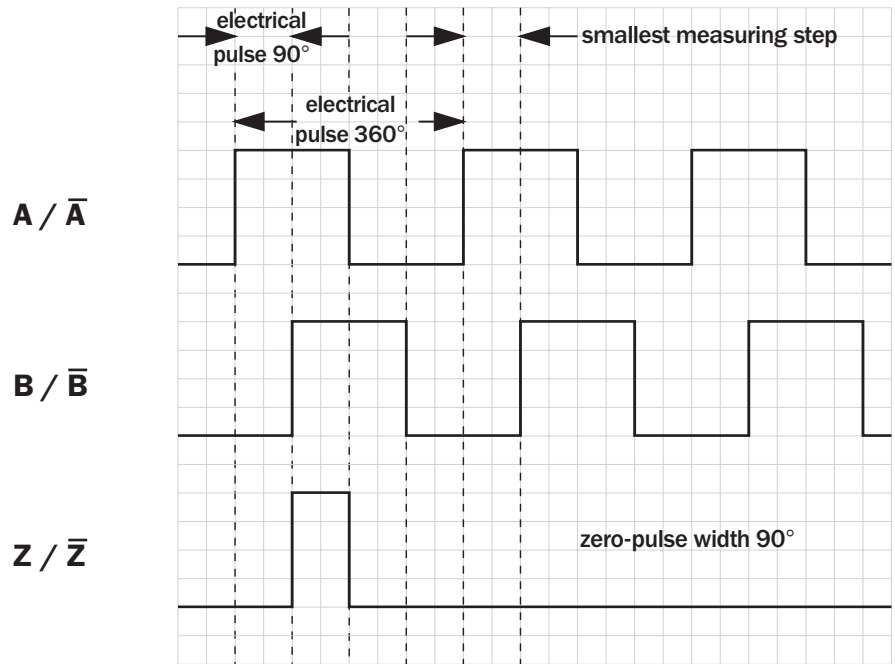 electrical
pulse 90°
smallest measuring step
electrical
pulse 360°
A / A̅
B / B̅
Z / Z̅
zero-pulse width 90°